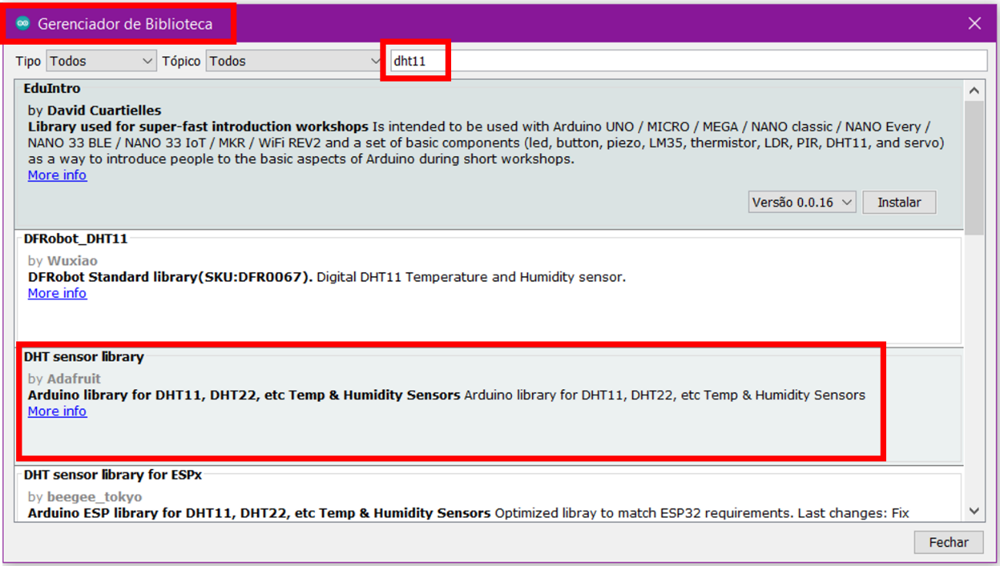 Gerenciador de Biblioteca
Tipo Todos Tópico Todos dht11
EduIntro
by David Cuartielles
Library used for super-fast introduction workshops Is intended to be used with Arduino UNO / MICRO / MEGA / NANO classic / NANO Every /
NANO 33 BLE / NANO 33 IoT / MKR / WiFi REV2 and a set of basic components (led, button, piezo, LM35, thermistor, LDR, PIR, DHT11, and servo)
as a way to introduce people to the basic aspects of Arduino during short workshops.
More info
Versão 0.0.16 Instalar
DFRobot_DHT11
by Wuxiao
DFRobot Standard library(SKU:DFR0067). Digital DHT11 Temperature and Humidity sensor.
More info
DHT sensor library
by Adafruit
Arduino library for DHT11, DHT22, etc Temp & Humidity Sensors Arduino library for DHT11, DHT22, etc Temp & Humidity Sensors
More info
DHT sensor library for ESPx
by beegee_tokyo
Arduino ESP library for DHT11, DHT22, etc Temp & Humidity Sensors Optimized libray to match ESP32 requirements. Last changes: Fix
Fechar